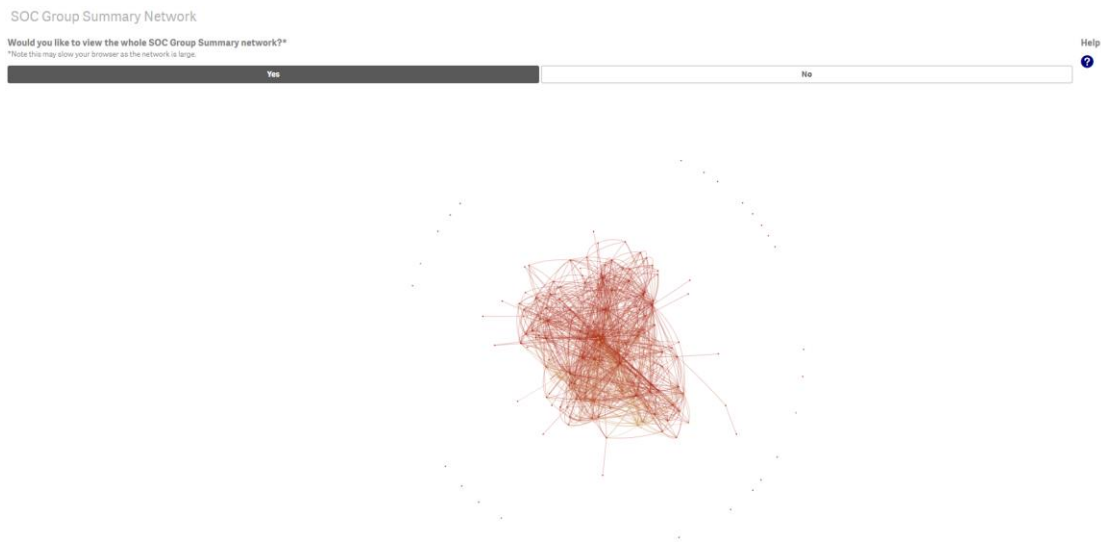 SOC Group Summary Network
Would you like to view the whole SOC Group Summary network?*
*Note this may slow your browser as the network is large.
Help
?
Yes
No